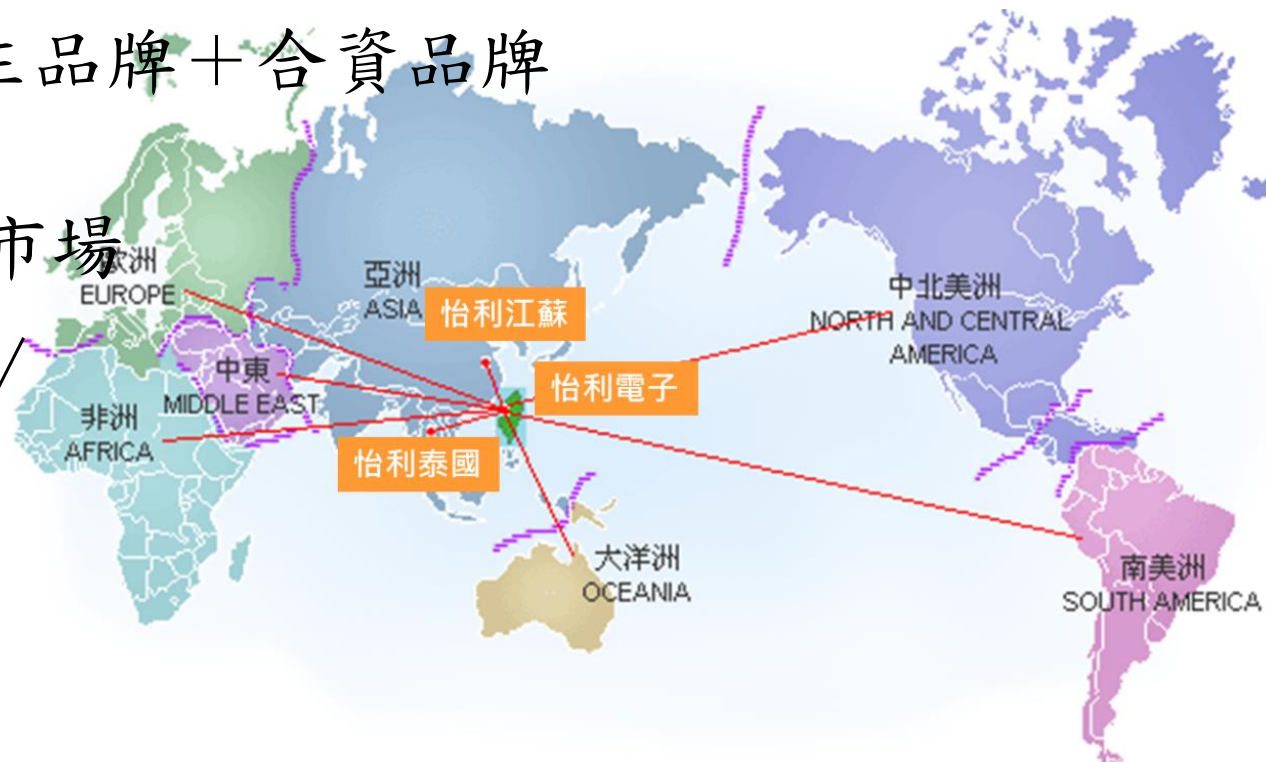 主品牌＋合資品牌
市場
歐洲
EUROPE
亞洲
ASIA
怡利江蘇
中北美洲
NORTH AND CENTRAL
AMERICA
中東
MIDDLE EAST
怡利電子
非洲
AFRICA
怡利泰國
大洋洲
OCEANIA
南美洲
SOUTH AMERICA